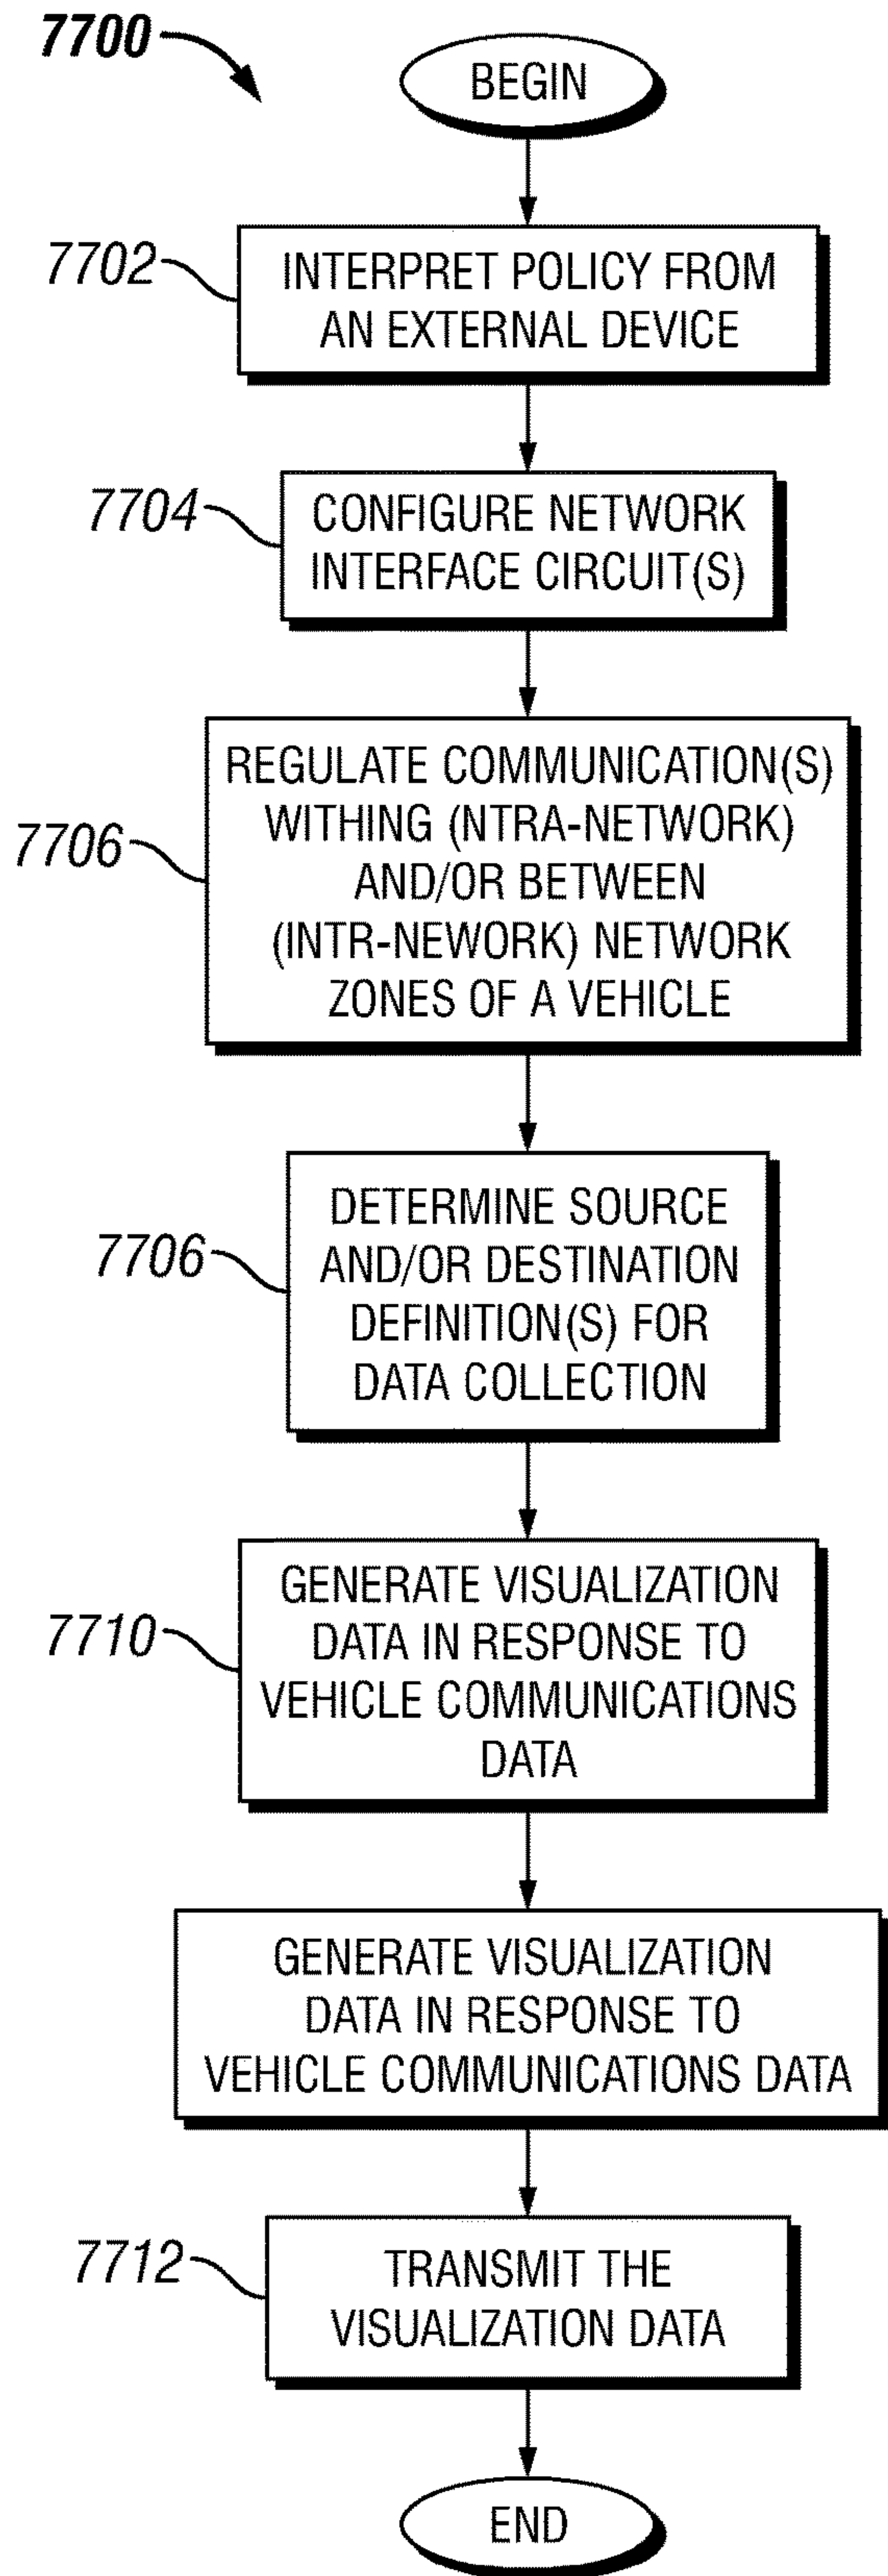 7700
BEGIN
7702
INTERPRET POLICY FROM
AN EXTERNAL DEVICE
7704
CONFIGURE NETWORK
INTERFACE CIRCUIT(S)
7706
REGULATE COMMUNICATION(S)
WITHING (NTRA-NETWORK)
AND/OR BETWEEN
(INTR-NEWORK) NETWORK
ZONES OF A VEHICLE
7706
DETERMINE SOURCE
AND/OR DESTINATION
DEFINITION(S) FOR
DATA COLLECTION
7710
GENERATE VISUALIZATION
DATA IN RESPONSE TO
VEHICLE COMMUNICATIONS
DATA
GENERATE VISUALIZATION
DATA IN RESPONSE TO
VEHICLE COMMUNICATIONS DATA
7712
TRANSMIT THE
VISUALIZATION DATA
END